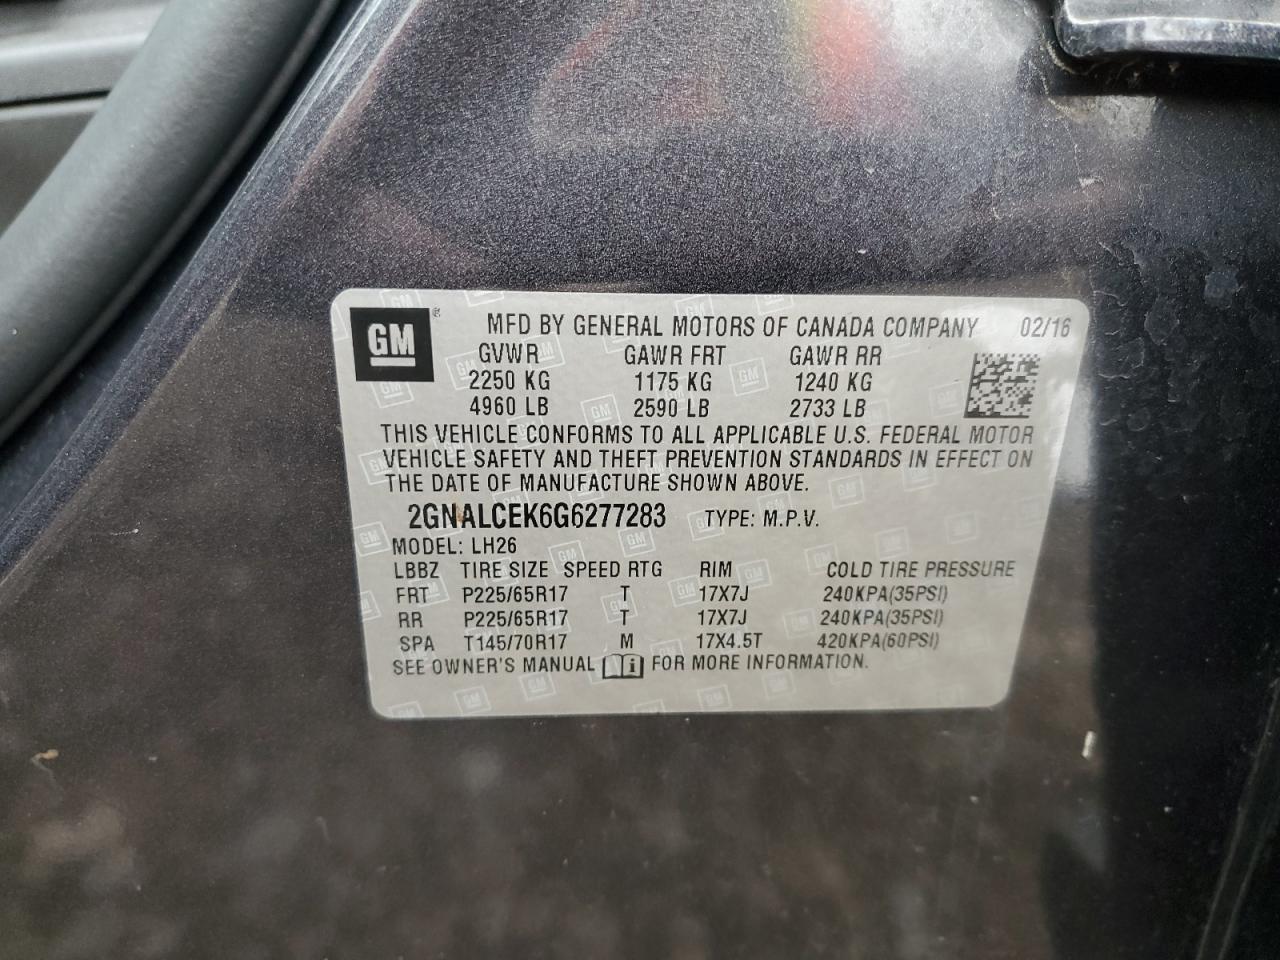 GM® MFD BY GENERAL MOTORS OF CANADA COMPANY 02/16
GVWR GAWR FRT GAWR RR
2250 KG 1175 KG 1240 KG
4960 LB 2590 LB 2733 LB
THIS VEHICLE CONFORMS TO ALL APPLICABLE U.S. FEDERAL MOTOR
VEHICLE SAFETY AND THEFT PREVENTION STANDARDS IN EFFECT ON
THE DATE OF MANUFACTURE SHOWN ABOVE.
2GNALCEK6G6277283 TYPE: M.P.V.
MODEL: LH26
LBBZ TIRE SIZE SPEED RTG RIM COLD TIRE PRESSURE
FRT P225/65R17 T 17X7J 240KPA(35PSI)
RR P225/65R17 T 17X7J 240KPA(35PSI)
SPA T145/70R17 M 17X4.5T 420KPA(60PSI)
SEE OWNER'S MANUAL i FOR MORE INFORMATION.